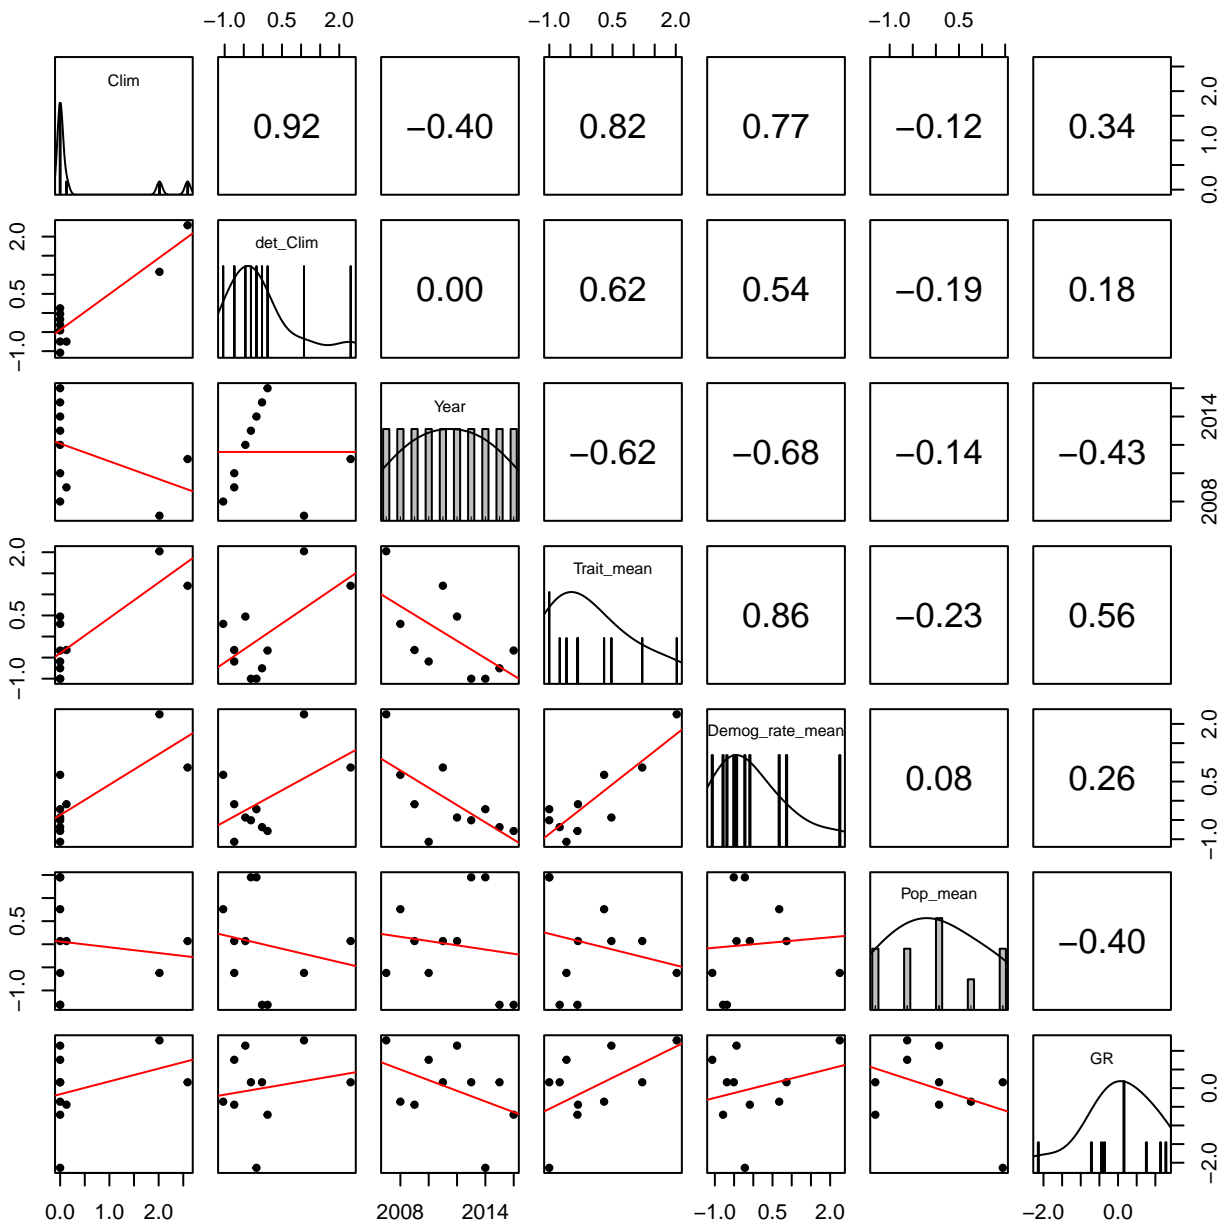 -1.0 0.5 2.0 -1.0 0.5 2.0 -1.0 0.5
Clim 0.92 −0.40 0.82 0.77 −0.12 0.34 0.0 1.0 2.0
-1.0 0.5 2.0 det_Clim 0.00 0.62 0.54 −0.19 0.18
Year −0.62 −0.68 −0.14 −0.43 2008 2014
-1.0 0.5 2.0 Trait_mean 0.86 −0.23 0.56
Demog_rate_mean 0.08 0.26 -1.0 0.5 2.0
-1.0 0.5 Pop_mean −0.40
GR -2.0 0.0
0.0 2.0 2008 2014 -1.0 0.5 2.0 -2.0 0.0